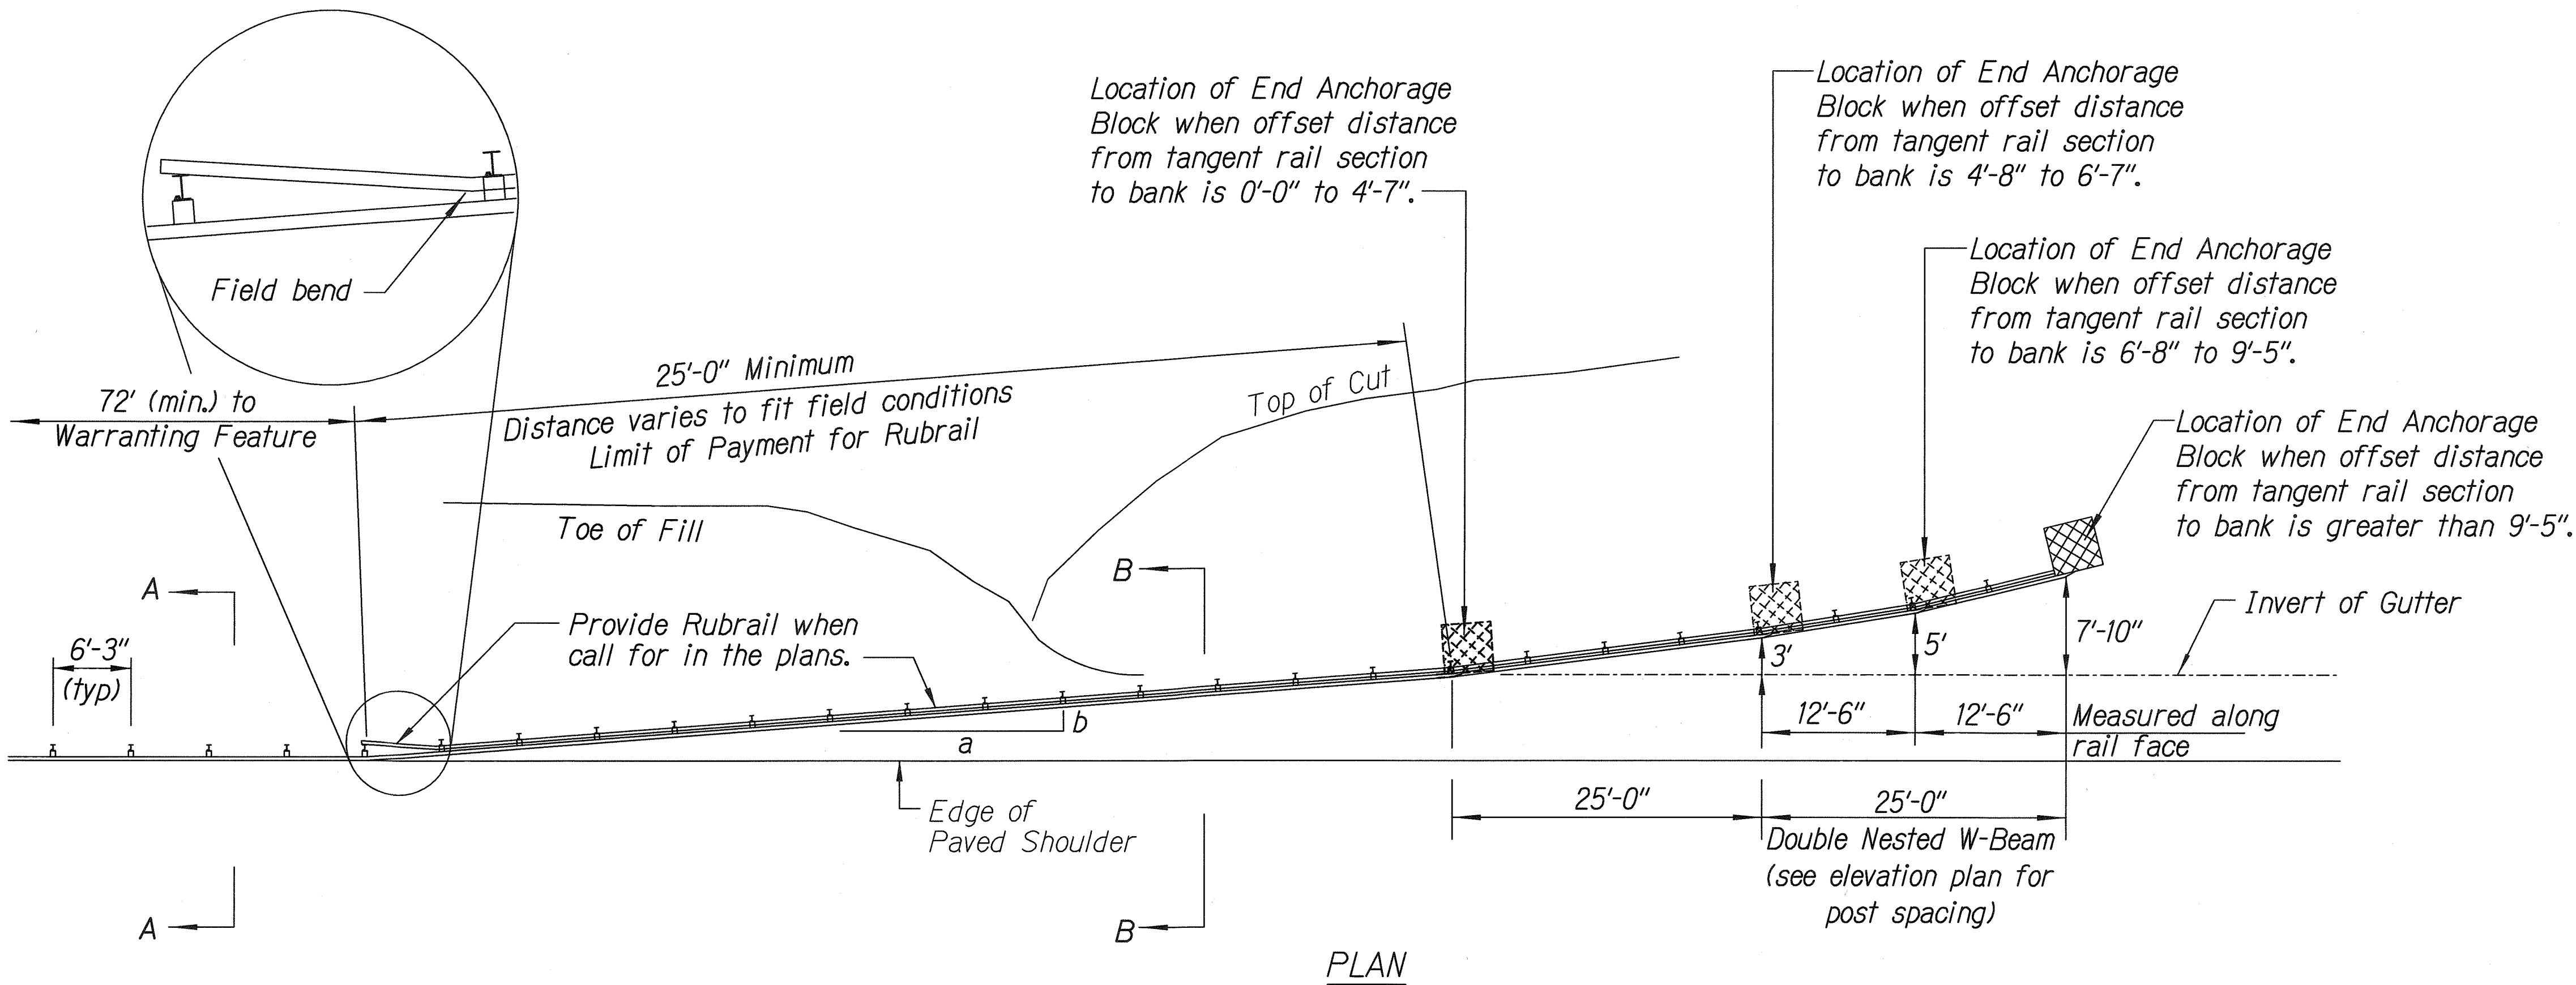 Location of End Anchorage
Block when offset distance
from tangent rail section
to bank is 0'-0" to 4'-7".
Location of End Anchorage
Block when offset distance
from tangent rail section
to bank is 4'-8" to 6'-7".
Location of End Anchorage
Block when offset distance
from tangent rail section
to bank is 6'-8" to 9'-5".
Location of End Anchorage
Block when offset distance
from tangent rail section
to bank is greater than 9'-5".
Field bend
72' (min.) to
Warranting Feature
25'-0" Minimum
Distance varies to fit field conditions
Limit of Payment for Rubrail
Top of Cut
Toe of Fill
A
B
6'-3"
(typ)
Provide Rubrail when
call for in the plans.
Invert of Gutter
3'
5'
7'-10"
b
a
12'-6"
12'-6"
Measured along
rail face
Edge of
Paved Shoulder
25'-0"
25'-0"
Double Nested W-Beam
(see elevation plan for
post spacing)
A
B
PLAN